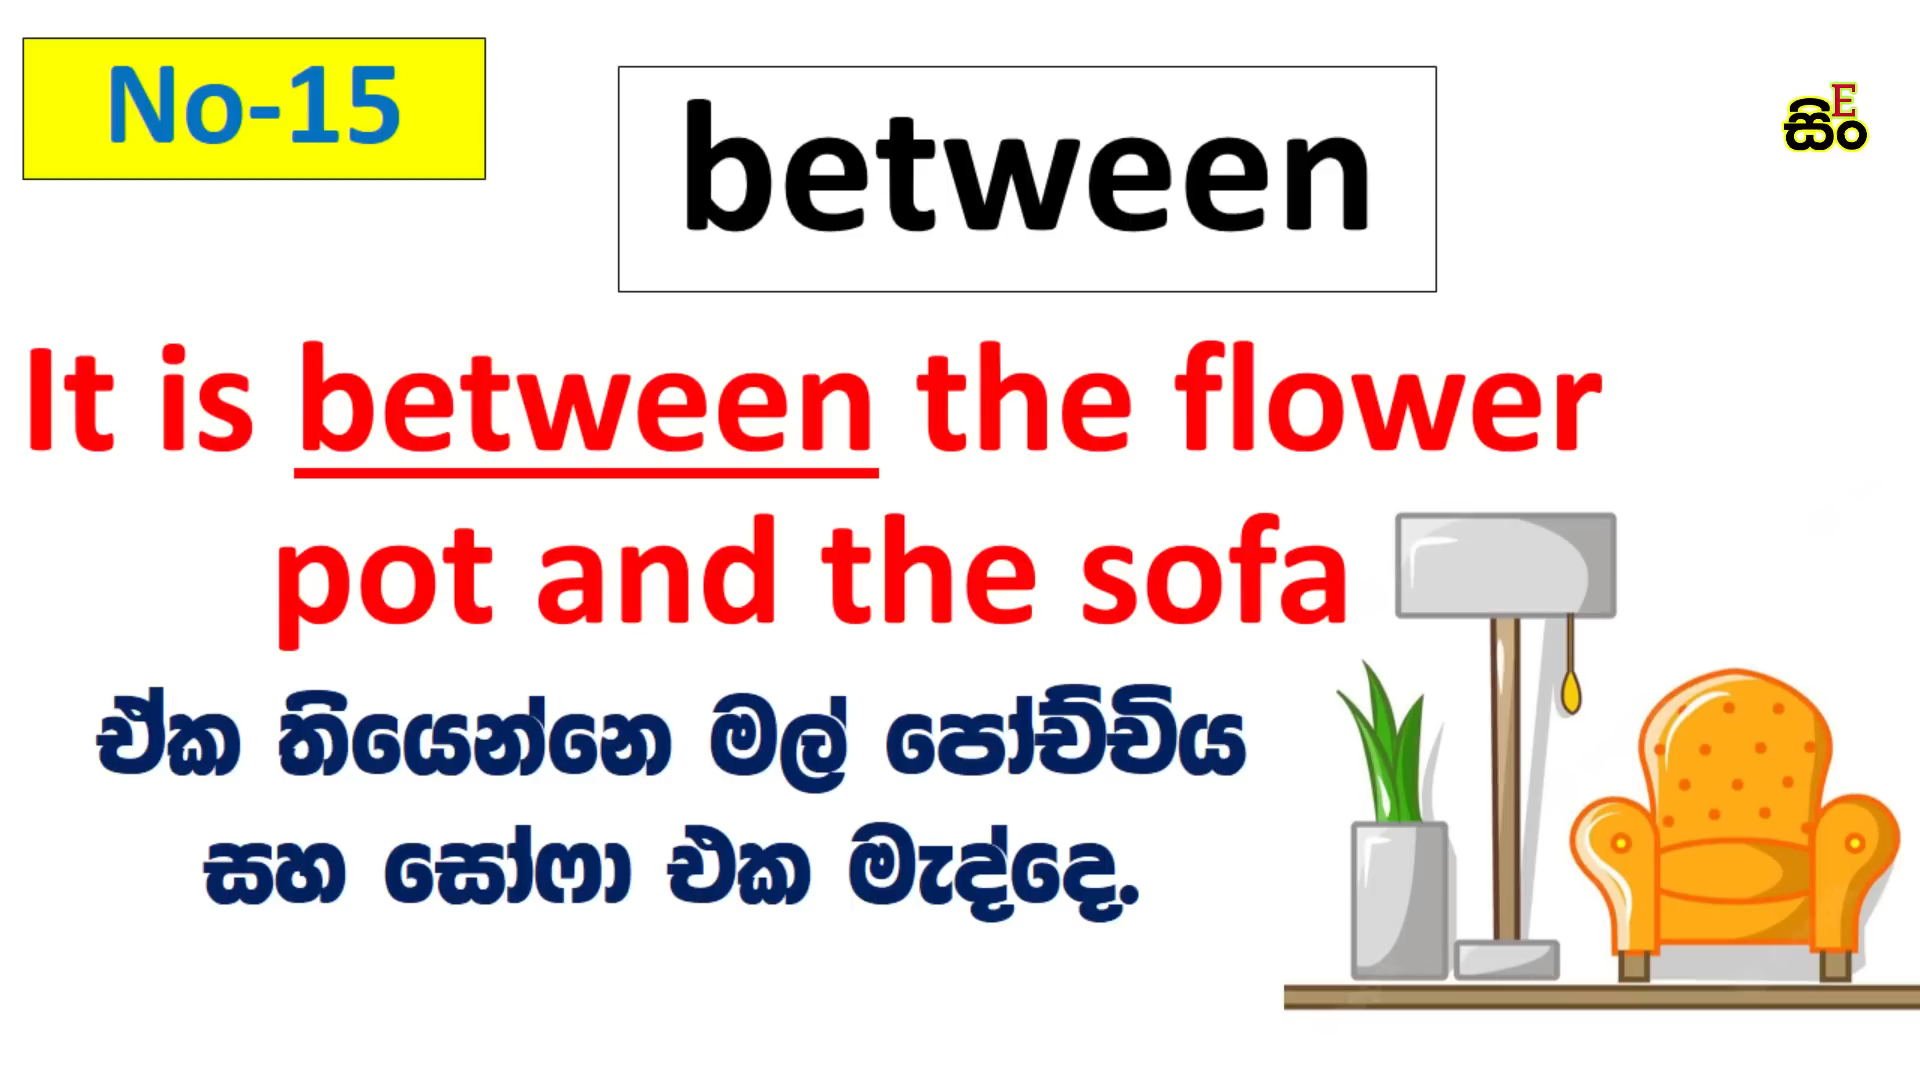 No-15
between
E
සිං
It is between the flower
pot and the sofa
ඒක තියෙන්නෙ මල් පෝච්චිය
සහ සෝෆා එක මැද්දෙ.